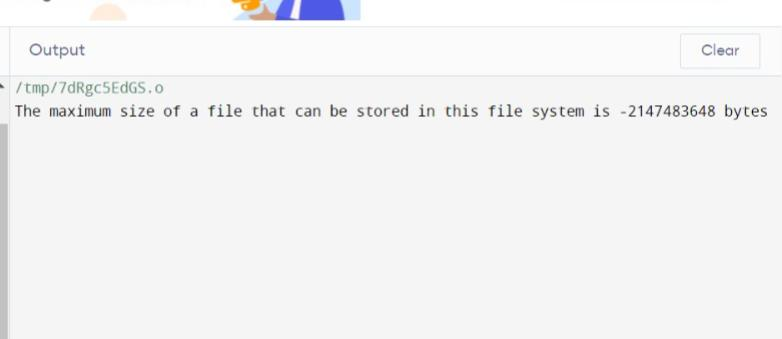 Output
Clear
/tmp/7dRgc5EdGS.o
The maximum size of a file that can be stored in this file system is -2147483648 bytes